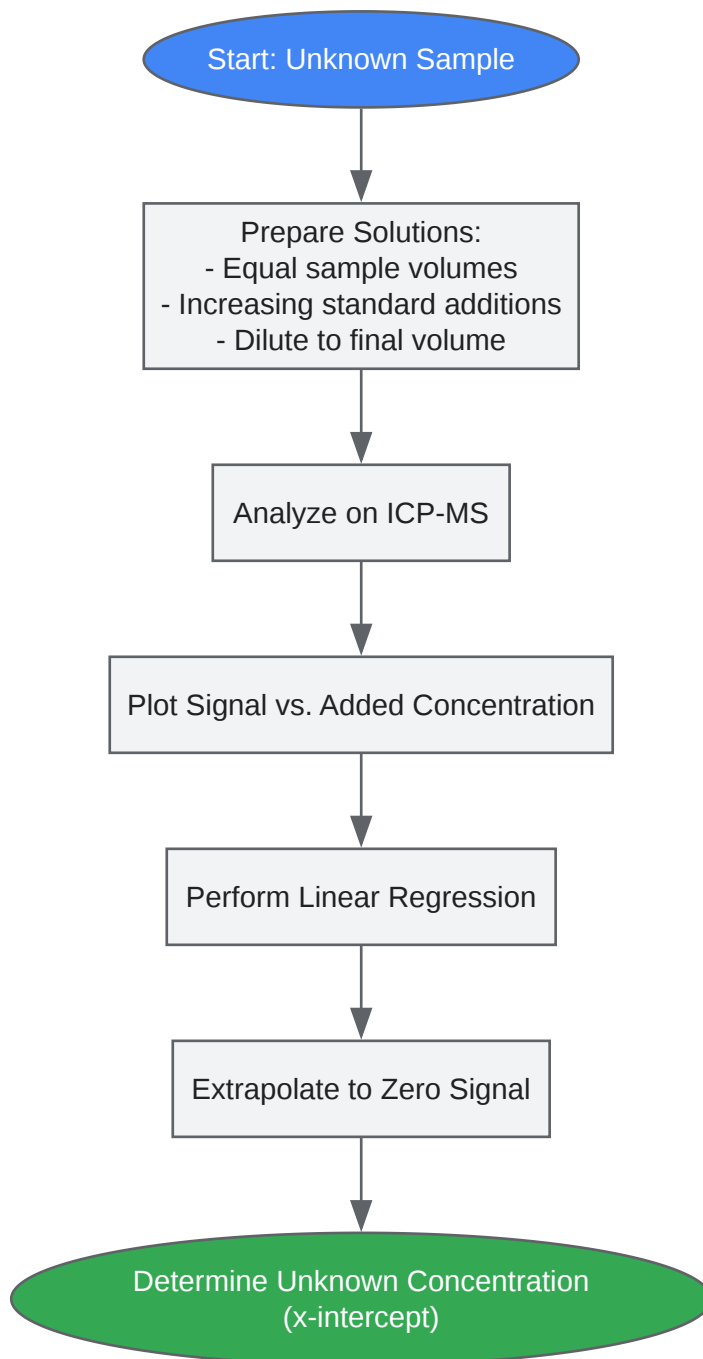 Start: Unknown Sample
Prepare Solutions:
- Equal sample volumes
- Increasing standard additions
- Dilute to final volume
Analyze on ICP-MS
Plot Signal vs. Added Concentration
Perform Linear Regression
Extrapolate to Zero Signal
Determine Unknown Concentration
(x-intercept)